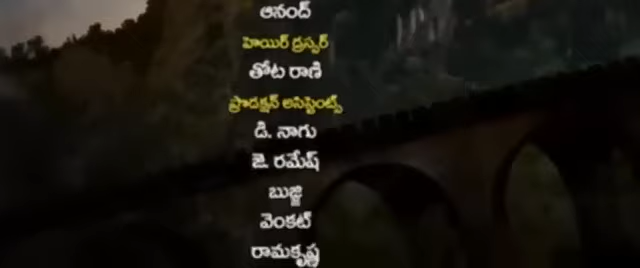 ఆనంద్
హెయిర్ డ్రస్సర్
తోట రాణి
ప్రొడక్షన్ అసిస్టెంట్స్
డి. నాగు
జె. రమేష్
బుజ్జి
వెంకట్
రామకృష్ణ